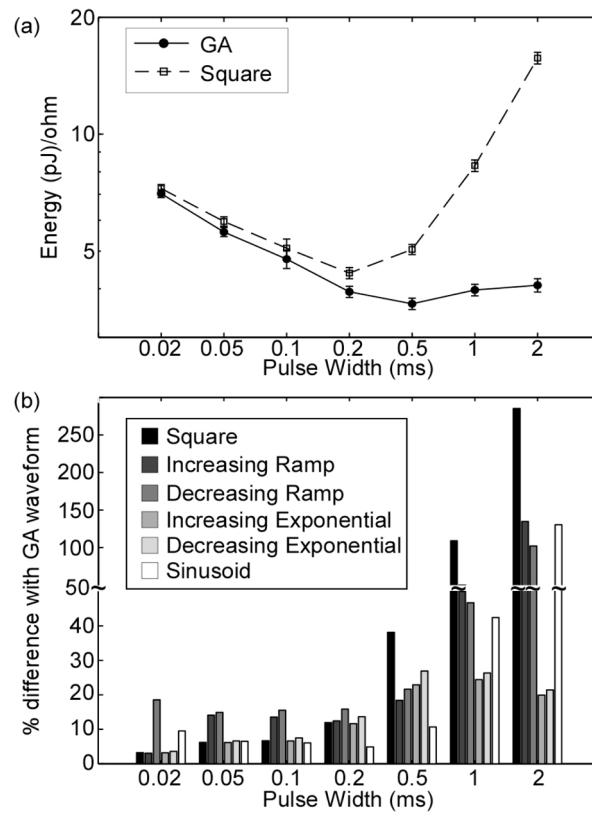 (a)
GA
Square
20
10
5
Energy (pJ)/ohm
0.02 0.05 0.1 0.2 0.5 1 2
Pulse Width (ms)
(b)
Square
Increasing Ramp
Decreasing Ramp
Increasing Exponential
Decreasing Exponential
Sinusoid
250
200
150
100
50
40
30
20
10
0
% difference with GA waveform
0.02 0.05 0.1 0.2 0.5 1 2
Pulse Width (ms)